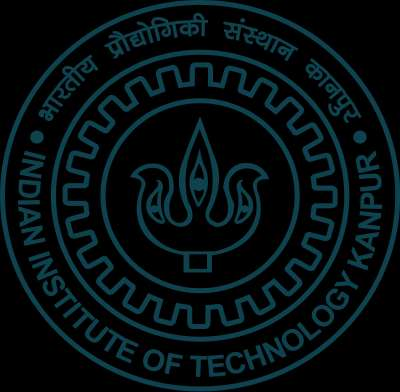 भारतीय प्रौद्योगिकी संस्थान कानपुर
INDIAN INSTITUTE OF TECHNOLOGY KANPUR